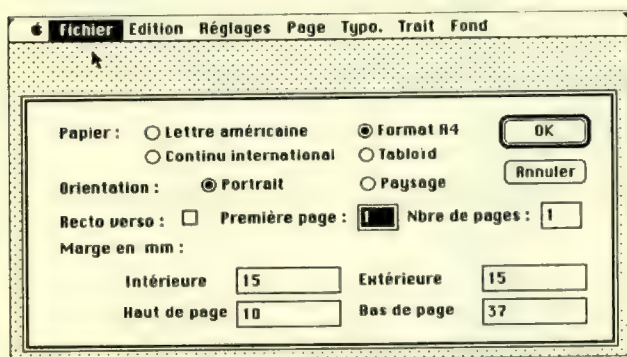 Fichier Edition Réglages Page Typo. Trait Fond
Papier : Lettre américaine Format A4 OK
Continu international Tabloïd
Annuler
Orientation : Portrait Paysage
Recto verso : Première page : 1 Nbre de pages : 1
Marge en mm :
Intérieure 15 Extérieure 15
Haut de page 10 Bas de page 37